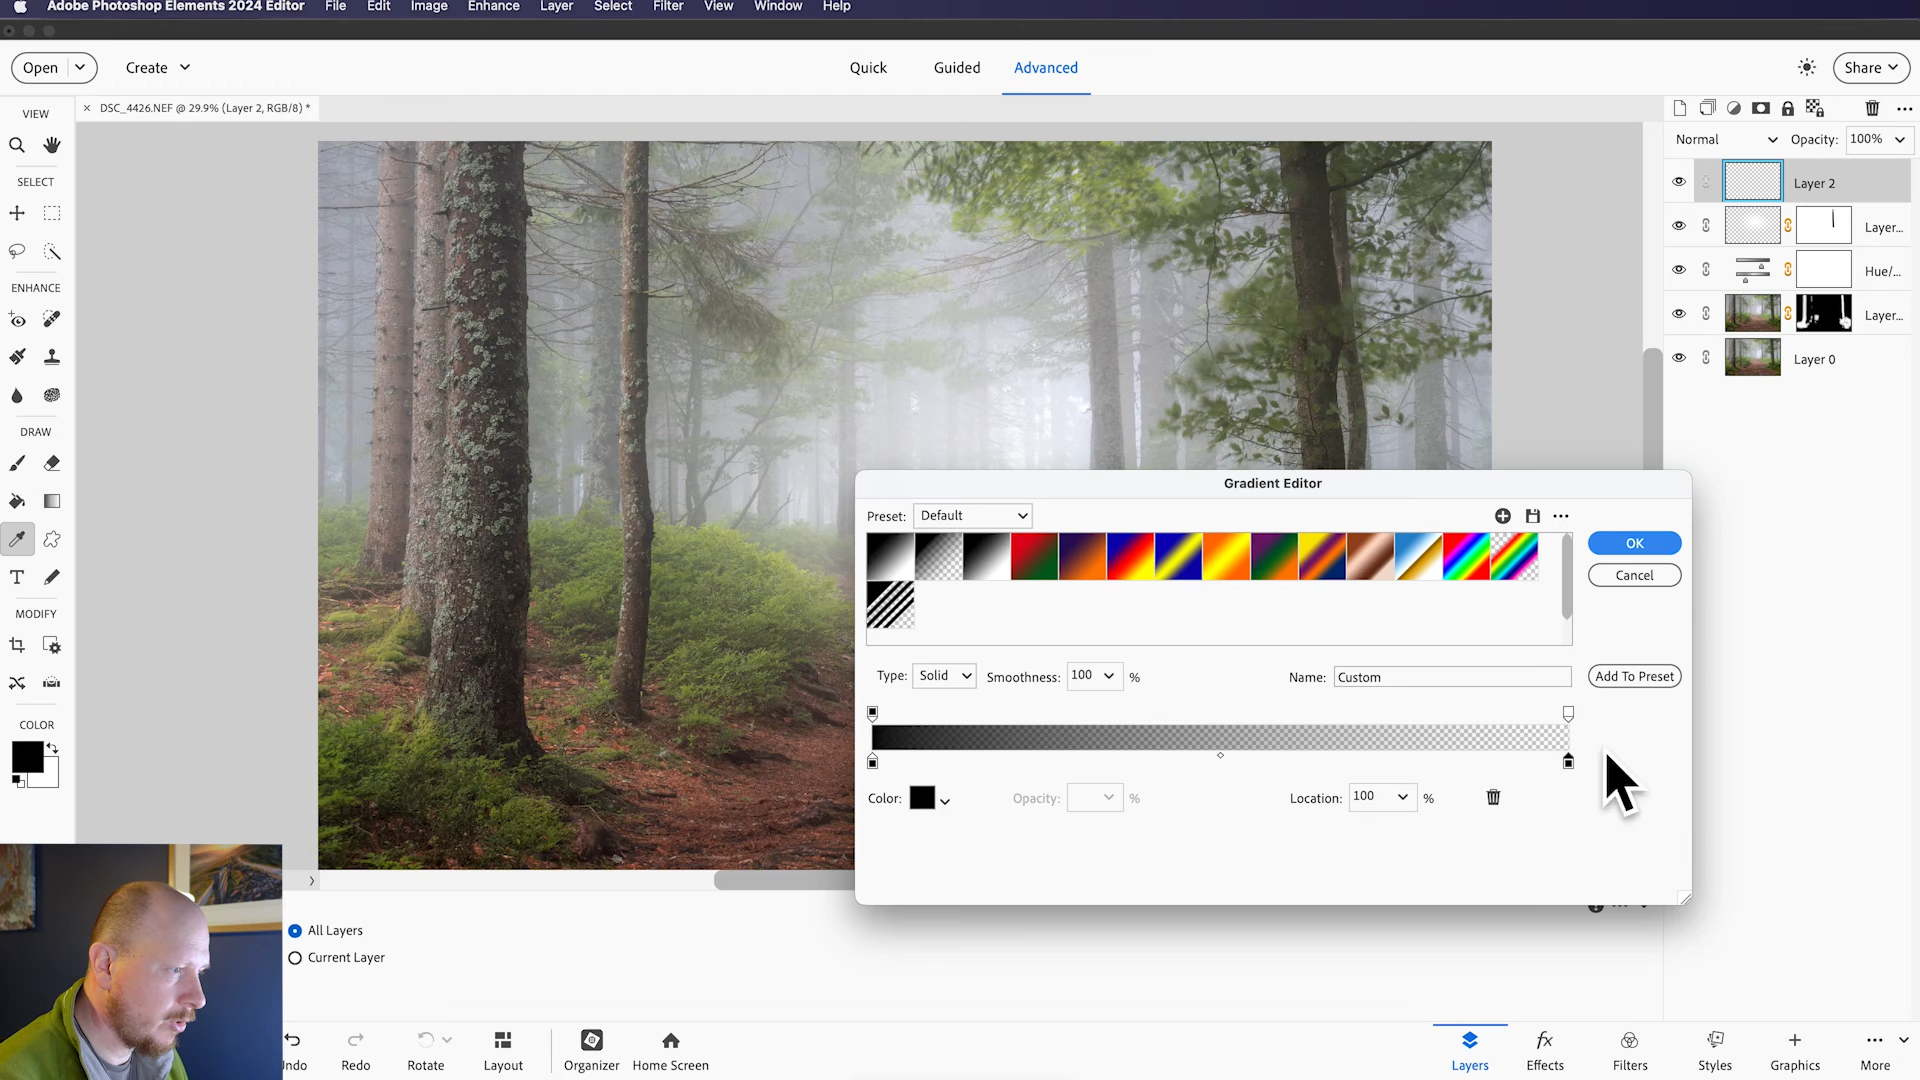 Adobe Photoshop Elements 2024 Editor File Edit Image Enhance Layer Select Filter View Window Help
Open Create Quick Guided Advanced Share
VIEW
× DSC_4426.NEF @ 29.9% (Layer 2, RGB/8) *
Normal Opacity: 100%
SELECT
Layer 2
Layer...
ENHANCE
Hue/...
Layer...
Layer 0
DRAW
Gradient Editor
Preset: Default
OK
Cancel
T
MODIFY
Type: Solid Smoothness: 100 % Name: Custom Add To Preset
COLOR
Color: Opacity: % Location: 100 %
All Layers
Current Layer
ndo Redo Rotate Layout Organizer Home Screen Layers fx Effects Filters Styles Graphics More